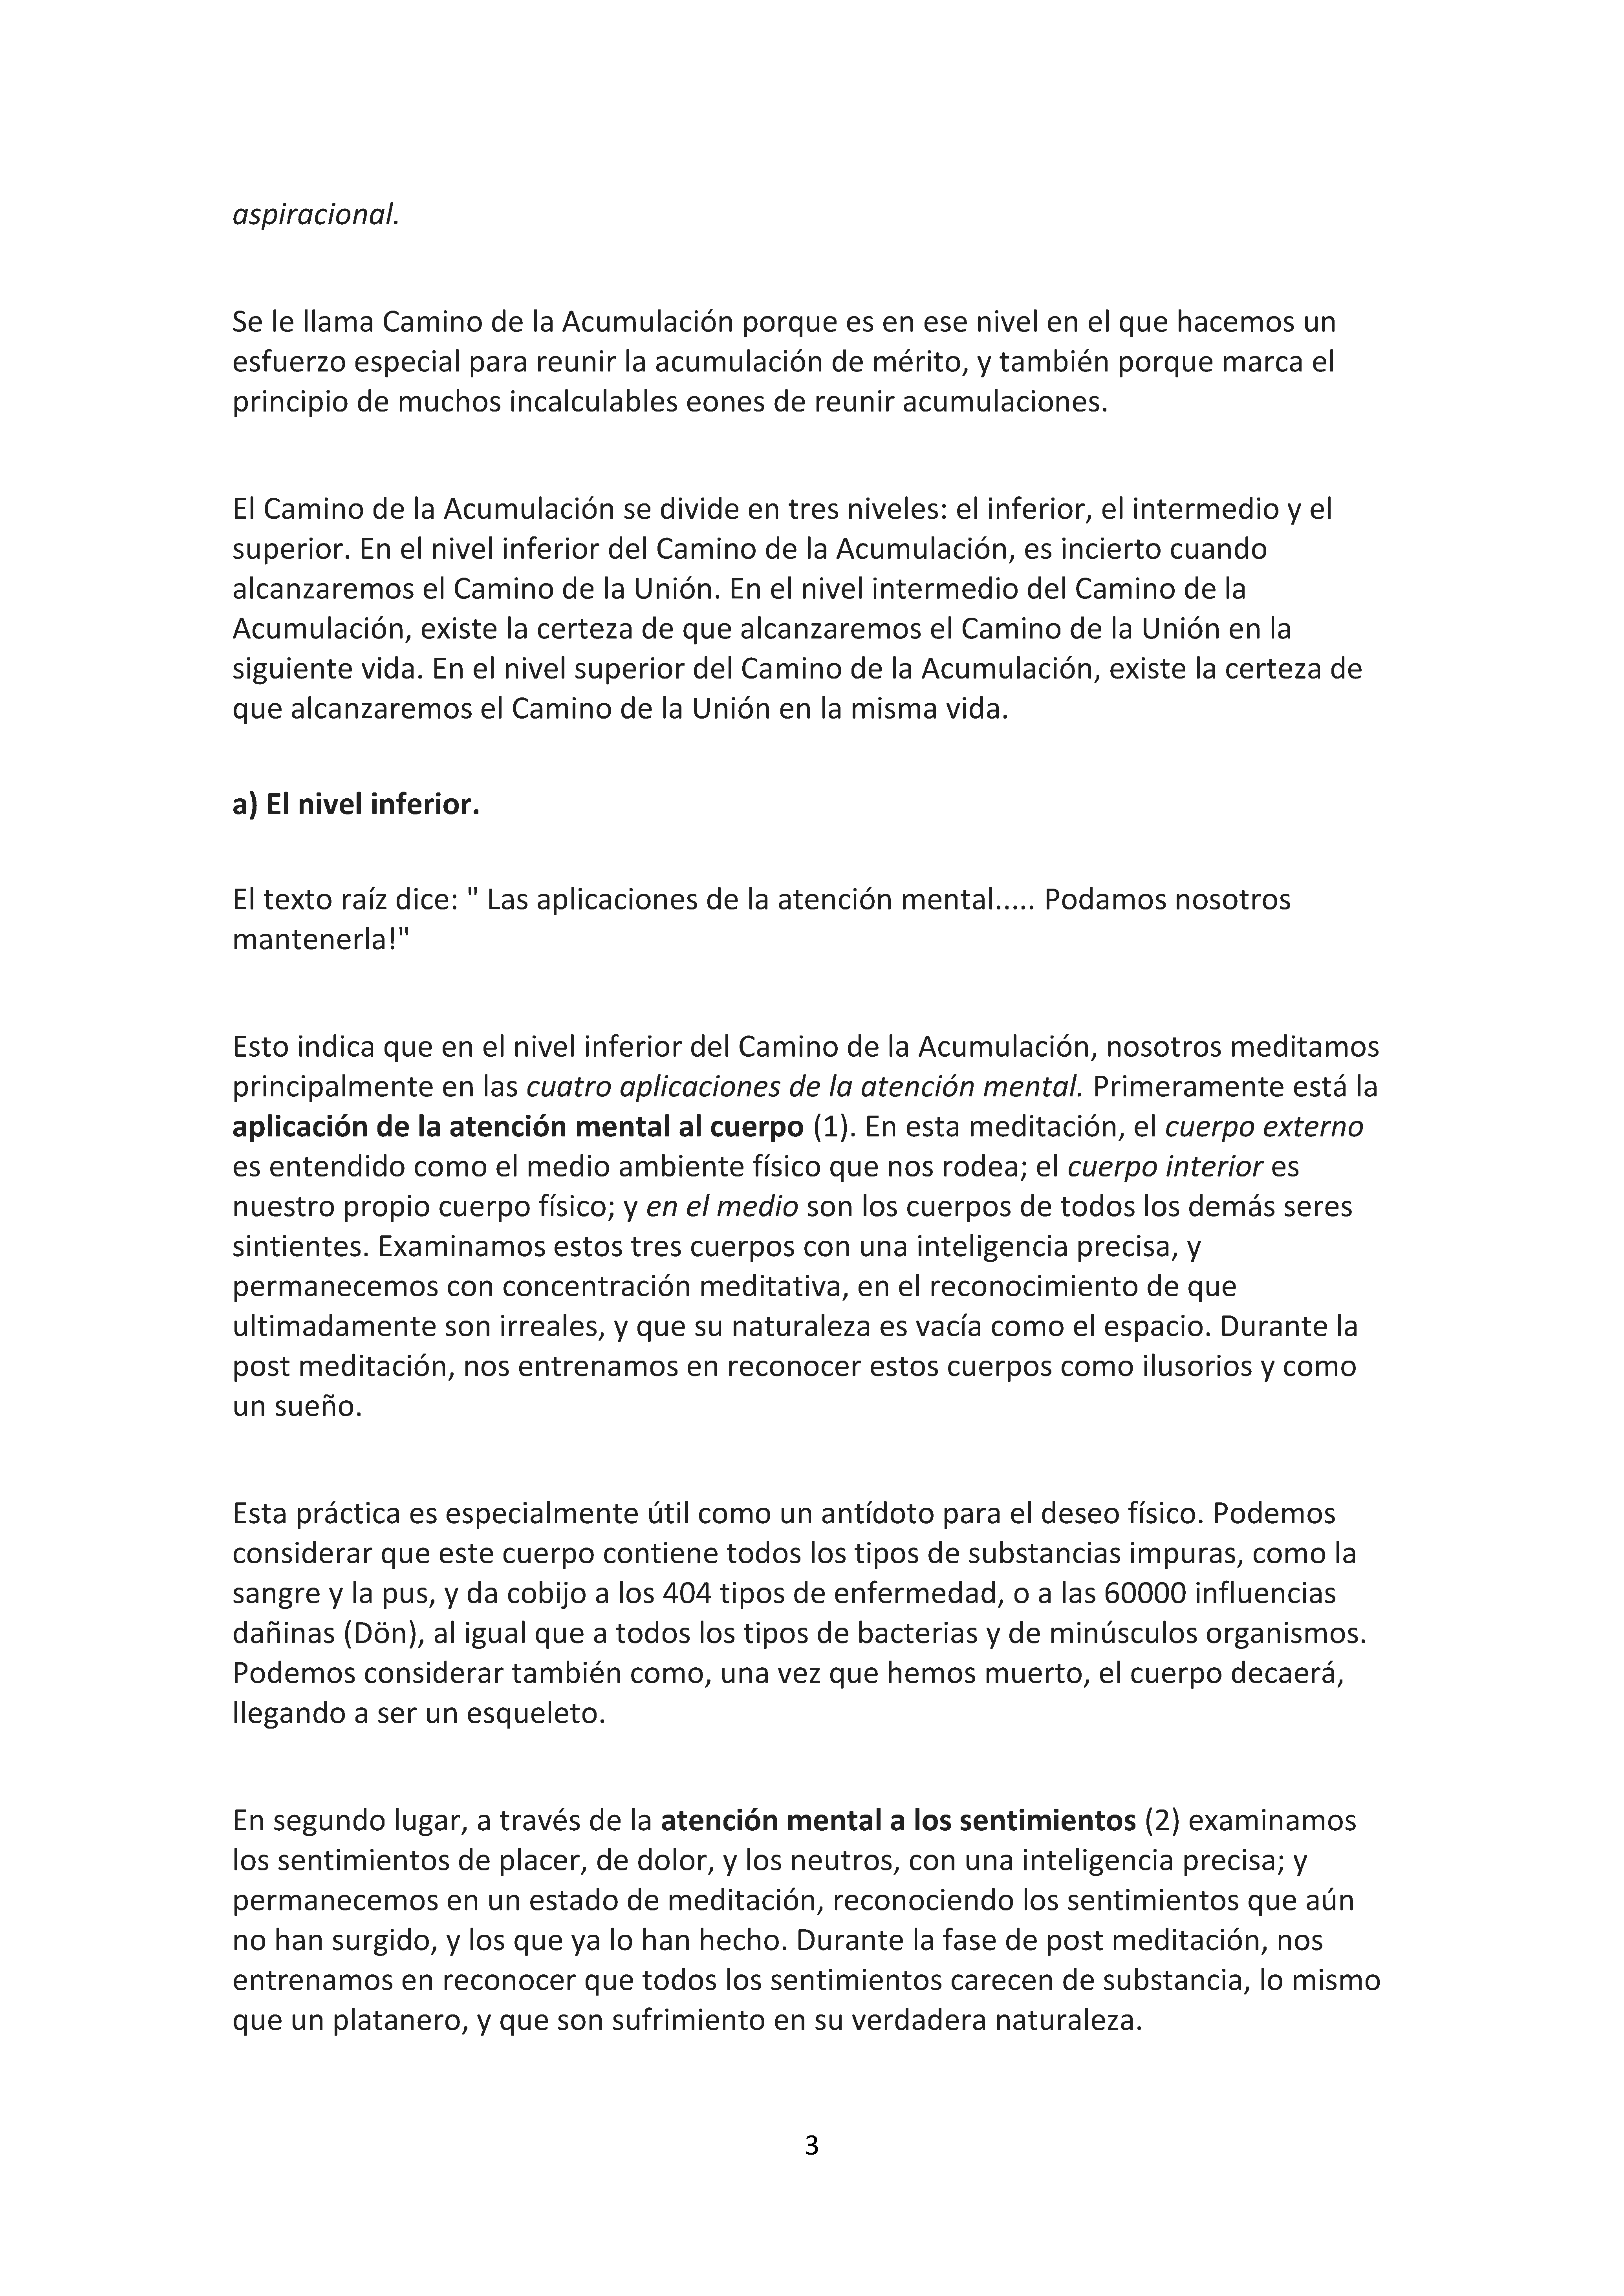 aspiracional.
Se le llama Camino de la Acumulación porque es en ese nivel en el que hacemos un
esfuerzo especial para reunir la acumulación de mérito, y también porque marca el
principio de muchos incalculables eones de reunir acumulaciones.
El Camino de la Acumulación se divide en tres niveles: el inferior, el intermedio y el
superior. En el nivel inferior del Camino de la Acumulación, es incierto cuando
alcanzaremos el Camino de la Unión. En el nivel intermedio del Camino de la
Acumulación, existe la certeza de que alcanzaremos el Camino de la Unión en la
siguiente vida. En el nivel superior del Camino de la Acumulación, existe la certeza de
que alcanzaremos el Camino de la Unión en la misma vida.
a) El nivel inferior.
El texto raíz dice: " Las aplicaciones de la atención mental..... Podamos nosotros
mantenerla!"
Esto indica que en el nivel inferior del Camino de la Acumulación, nosotros meditamos
principalmente en las cuatro aplicaciones de la atención mental. Primeramente está la
aplicación de la atención mental al cuerpo (1). En esta meditación, el cuerpo externo
es entendido como el medio ambiente físico que nos rodea; el cuerpo interior es
nuestro propio cuerpo físico; y en el medio son los cuerpos de todos los demás seres
sintientes. Examinamos estos tres cuerpos con una inteligencia precisa, y
permanecemos con concentración meditativa, en el reconocimiento de que
ultimadamente son irreales, y que su naturaleza es vacía como el espacio. Durante la
post meditación, nos entrenamos en reconocer estos cuerpos como ilusorios y como
un sueño.
Esta práctica es especialmente útil como un antídoto para el deseo físico. Podemos
considerar que este cuerpo contiene todos los tipos de substancias impuras, como la
sangre y la pus, y da cobijo a los 404 tipos de enfermedad, o a las 60000 influencias
dañinas (Dön), al igual que a todos los tipos de bacterias y de minúsculos organismos.
Podemos considerar también como, una vez que hemos muerto, el cuerpo decaerá,
llegando a ser un esqueleto.
En segundo lugar, a través de la atención mental a los sentimientos (2) examinamos
los sentimientos de placer, de dolor, y los neutros, con una inteligencia precisa; y
permanecemos en un estado de meditación, reconociendo los sentimientos que aún
no han surgido, y los que ya lo han hecho. Durante la fase de post meditación, nos
entrenamos en reconocer que todos los sentimientos carecen de substancia, lo mismo
que un platanero, y que son sufrimiento en su verdadera naturaleza.
3